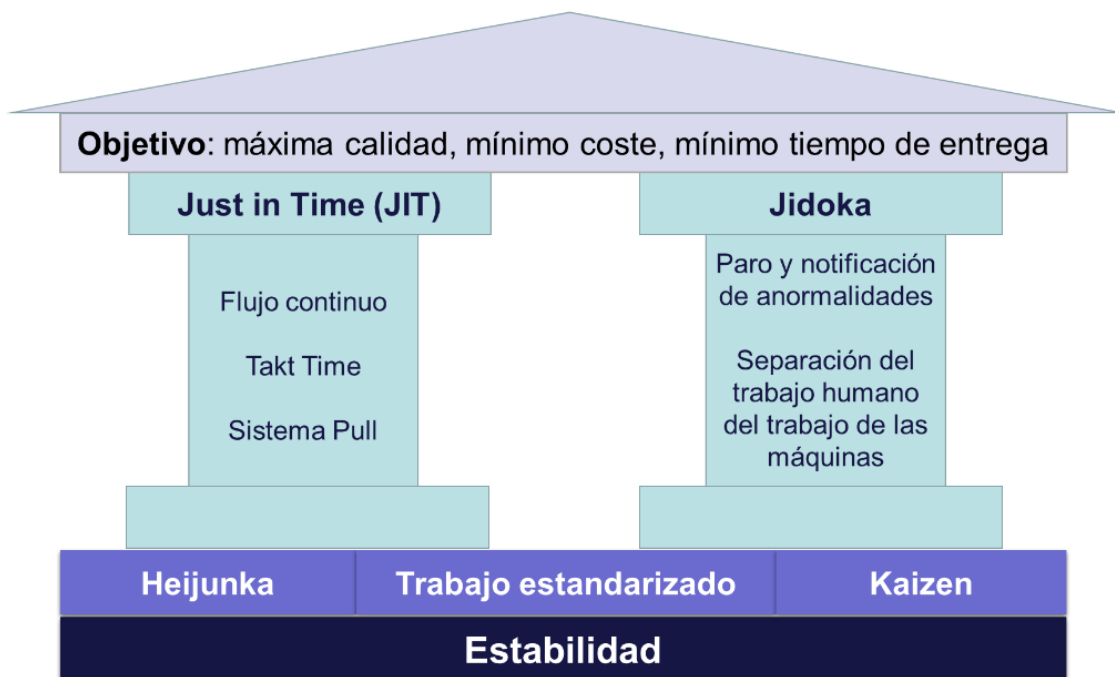 Objetivo: máxima calidad, mínimo coste, mínimo tiempo de entrega
Just in Time (JIT)
Flujo continuo
Takt Time
Sistema Pull
Jidoka
Paro y notificación
de anormalidades
Separación del
trabajo humano
del trabajo de las
máquinas
Heijunka
Trabajo estandarizado
Kaizen
Estabilidad